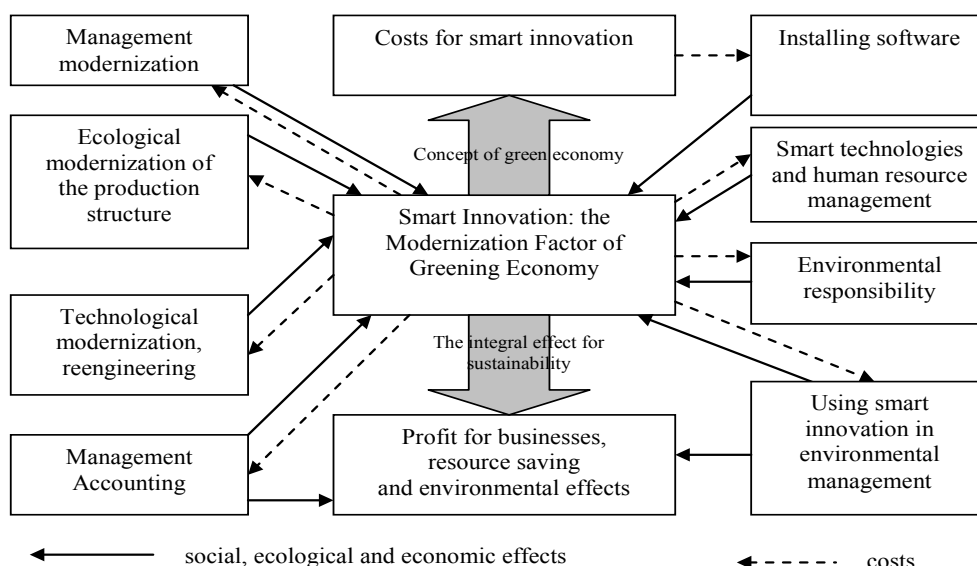 Management
modernization
Costs for smart innovation
Installing software
Ecological
modernization of
the production
structure
Concept of green economy
Smart technologies
and human resource
management
Smart Innovation: the
Modernization Factor of
Greening Economy
Environmental
responsibility
Technological
modernization,
reengineering
The integral effect for
sustainability
Using smart
innovation in
environmental
management
Management
Accounting
Profit for businesses,
resource saving
and environmental effects
social, ecological and economic effects
costs